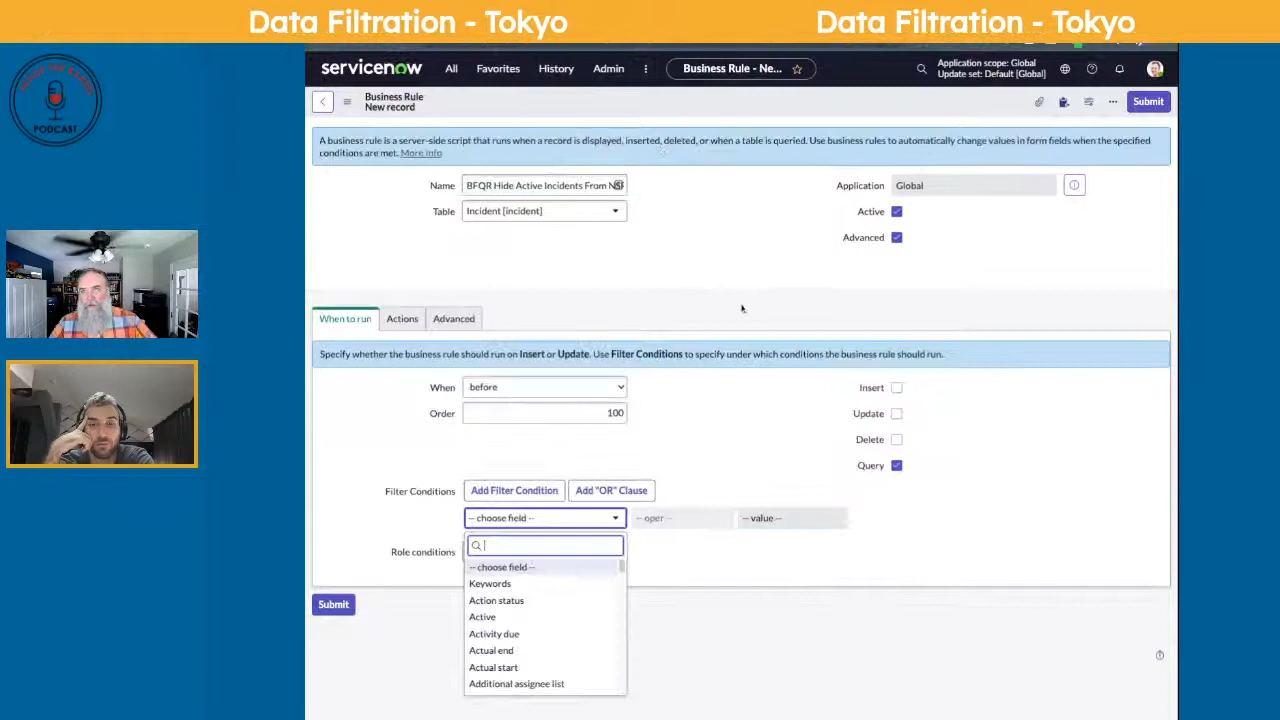 Data Filtration - Tokyo
Data Filtration - Tokyo
PODCAST
servicenow All Favorites History Admin Business Rule - Ne... Application scope: Global
Update set: Default [Global]
Business Rule
New record
Submit
A business rule is a server-side script that runs when a record is displayed, inserted, deleted, or when a table is queried. Use business rules to automatically change values in form fields when the specified
conditions are met. More Info
Name BFQR Hide Active Incidents From
Application Global
Table Incident [incident]
Active
Advanced
When to run Actions Advanced
Specify whether the business rule should run on Insert or Update. Use Filter Conditions to specify under which conditions the business rule should run.
When before
Insert
Order 100
Update
Delete
Query
Filter Conditions Add Filter Condition Add "OR" Clause
-- choose field -- -- oper -- -- value --
Role conditions
-- choose field --
Keywords
Action status
Active
Activity due
Actual end
Actual start
Additional assignee list
Submit